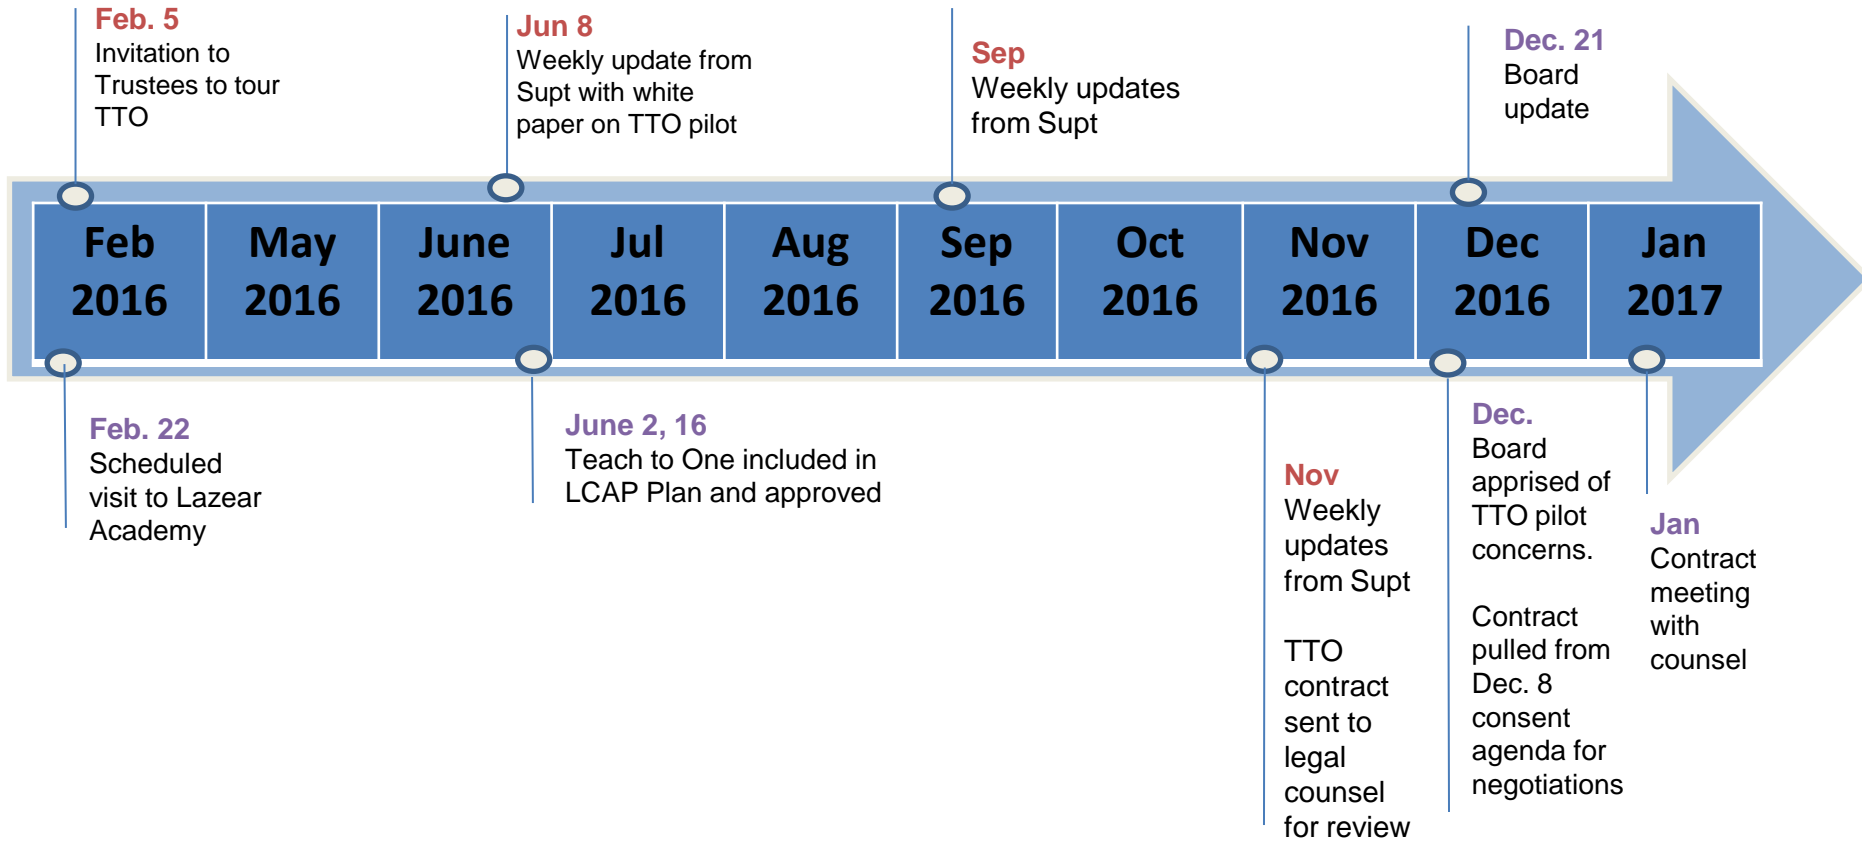 Feb. 5
Invitation to
Trustees to tour
TTO
Jun 8
Weekly update from
Supt with white
paper on TTO pilot
Sep
Weekly updates
from Supt
Dec. 21
Board
update
Feb
2016
May
2016
June
2016
Jul
2016
Aug
2016
Sep
2016
Oct
2016
Nov
2016
Dec
2016
Jan
2017
Feb. 22
Scheduled
visit to Lazear
Academy
June 2, 16
Teach to One included in
LCAP Plan and approved
Nov
Weekly
updates
from Supt
TTO
contract
sent to
legal
counsel
for review
Dec.
Board
apprised of
TTO pilot
concerns.
Contract
pulled from
Dec. 8
consent
agenda for
negotiations
Jan
Contract
meeting
with
counsel